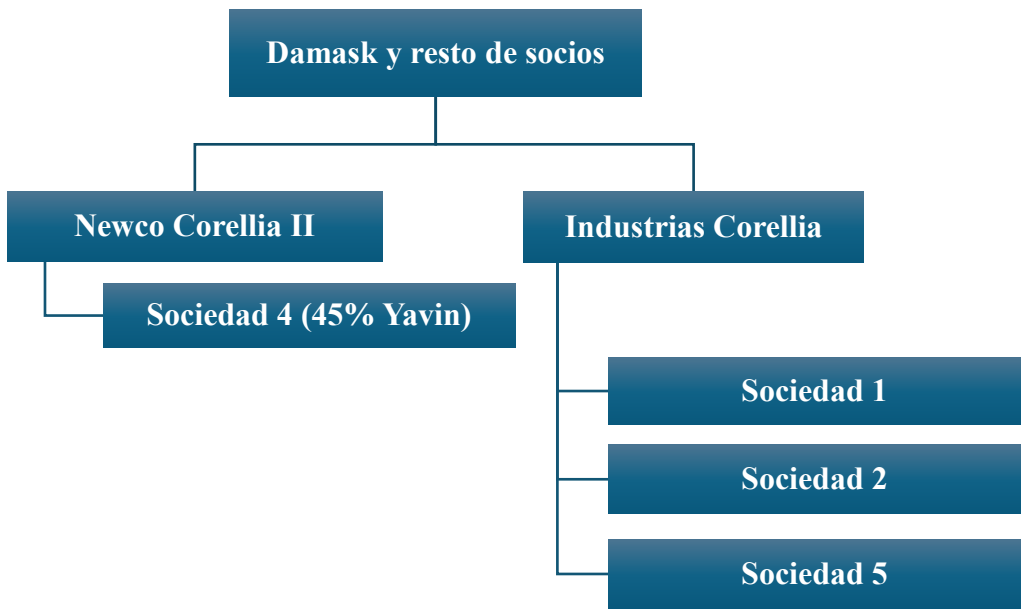 Damask y resto de socios
Newco Corellia II
Industrias Corellia
Sociedad 4 (45% Yavin)
Sociedad 1
Sociedad 2
Sociedad 5